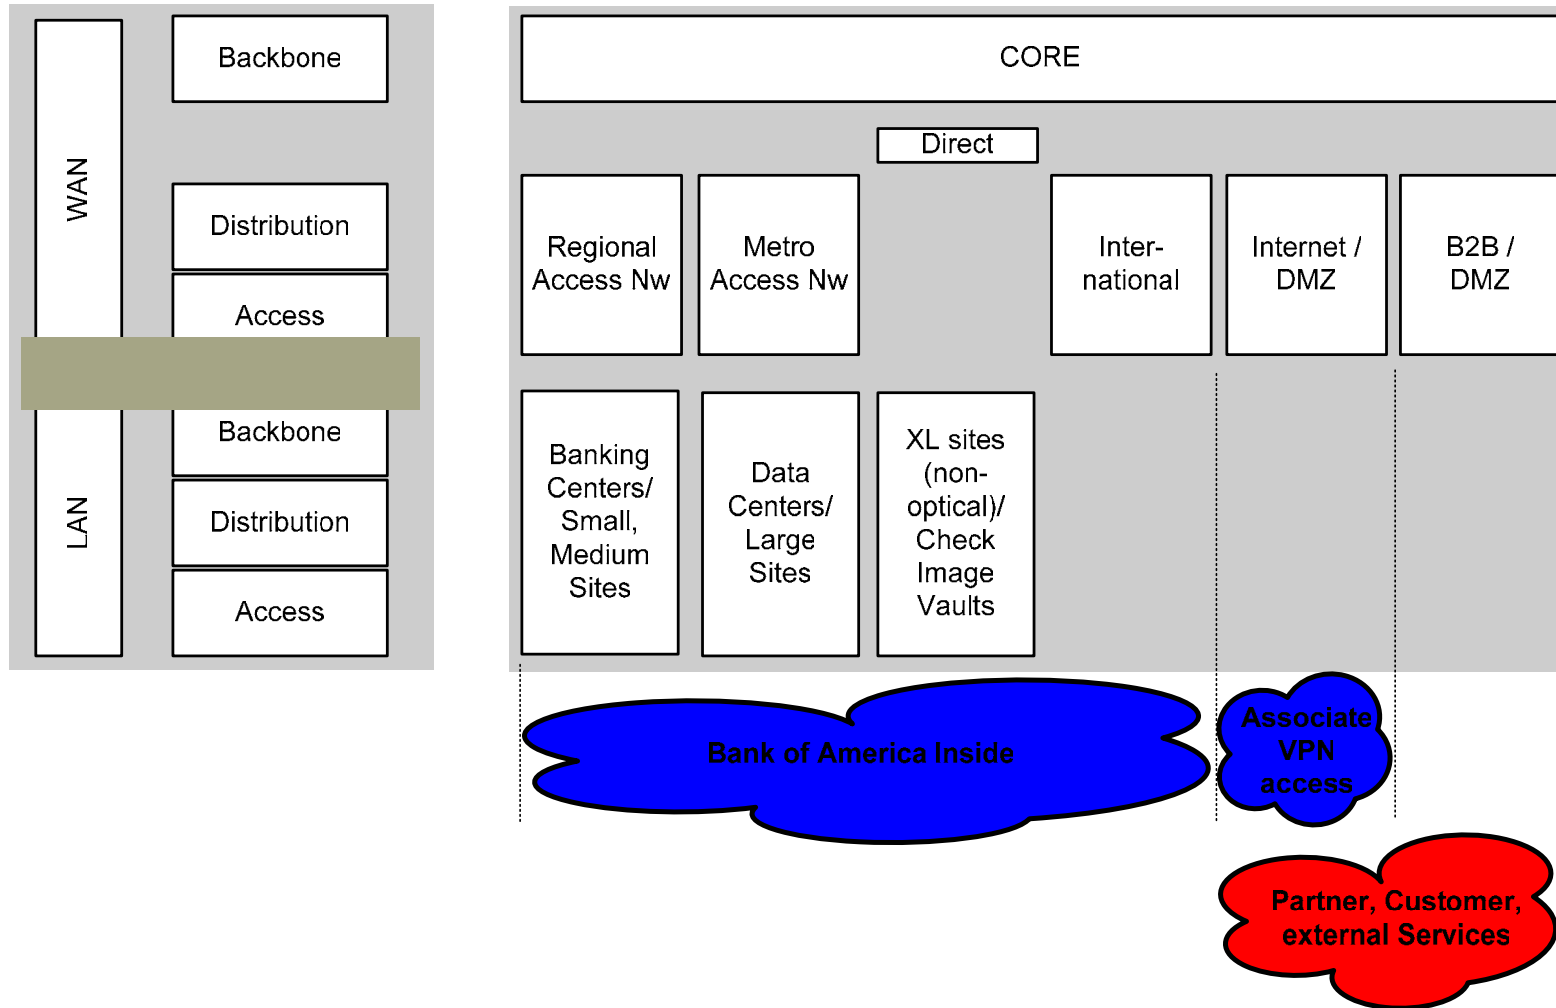 WAN
Backbone
Distribution
Access
LAN
Backbone
Distribution
Access
CORE
Direct
Regional
Access Nw
Metro
Access Nw
Inter-
national
Internet /
DMZ
B2B /
DMZ
Banking
Centers/
Small,
Medium
Sites
Data
Centers/
Large
Sites
XL sites
(non-
optical)/
Check
Image
Vaults
Bank of America Inside
Associate
VPN
access
Partner, Customer,
external Services